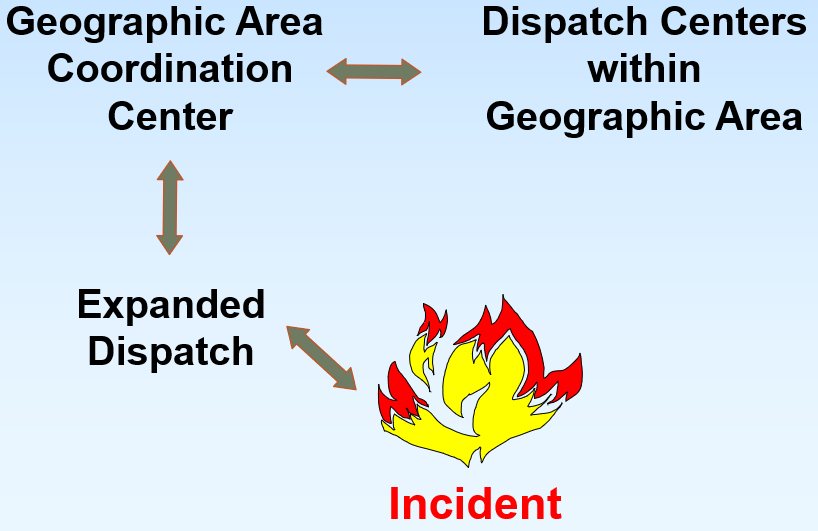 Geographic Area
Coordination
Center
Dispatch Centers
within
Geographic Area
Expanded
Dispatch
Incident